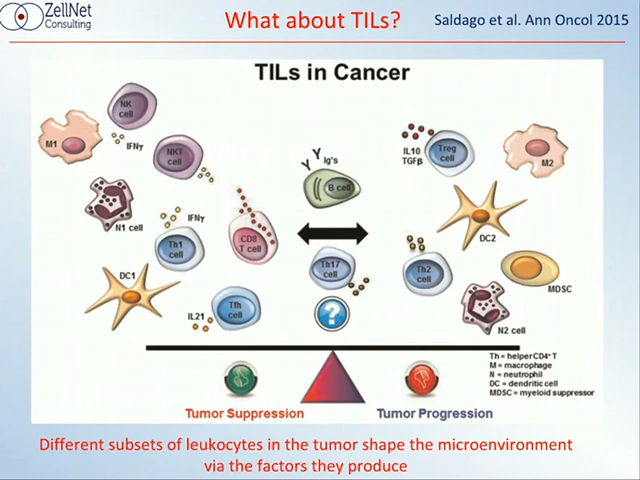 ZellNet
Consulting
What about TILs?
Saldago et al. Ann Oncol 2015
TILs in Cancer
NK
cell
M1
IFNγ
NKT
cell
N1 cell
IFNγ
Th1
cell
CD8
T cell
DC1
IL21
Tfh
cell
Ig's
B cell
Th17
cell
?
IL10
TGFβ
Treg
cell
M2
DC2
Th2
cell
MDSC
N2 cell
Th = helper CD4+ T
M = macrophage
N = neutrophil
DC = dendritic cell
MDSC = myeloid suppressor
Tumor Suppression
Tumor Progression
Different subsets of leukocytes in the tumor shape the microenvironment
via the factors they produce